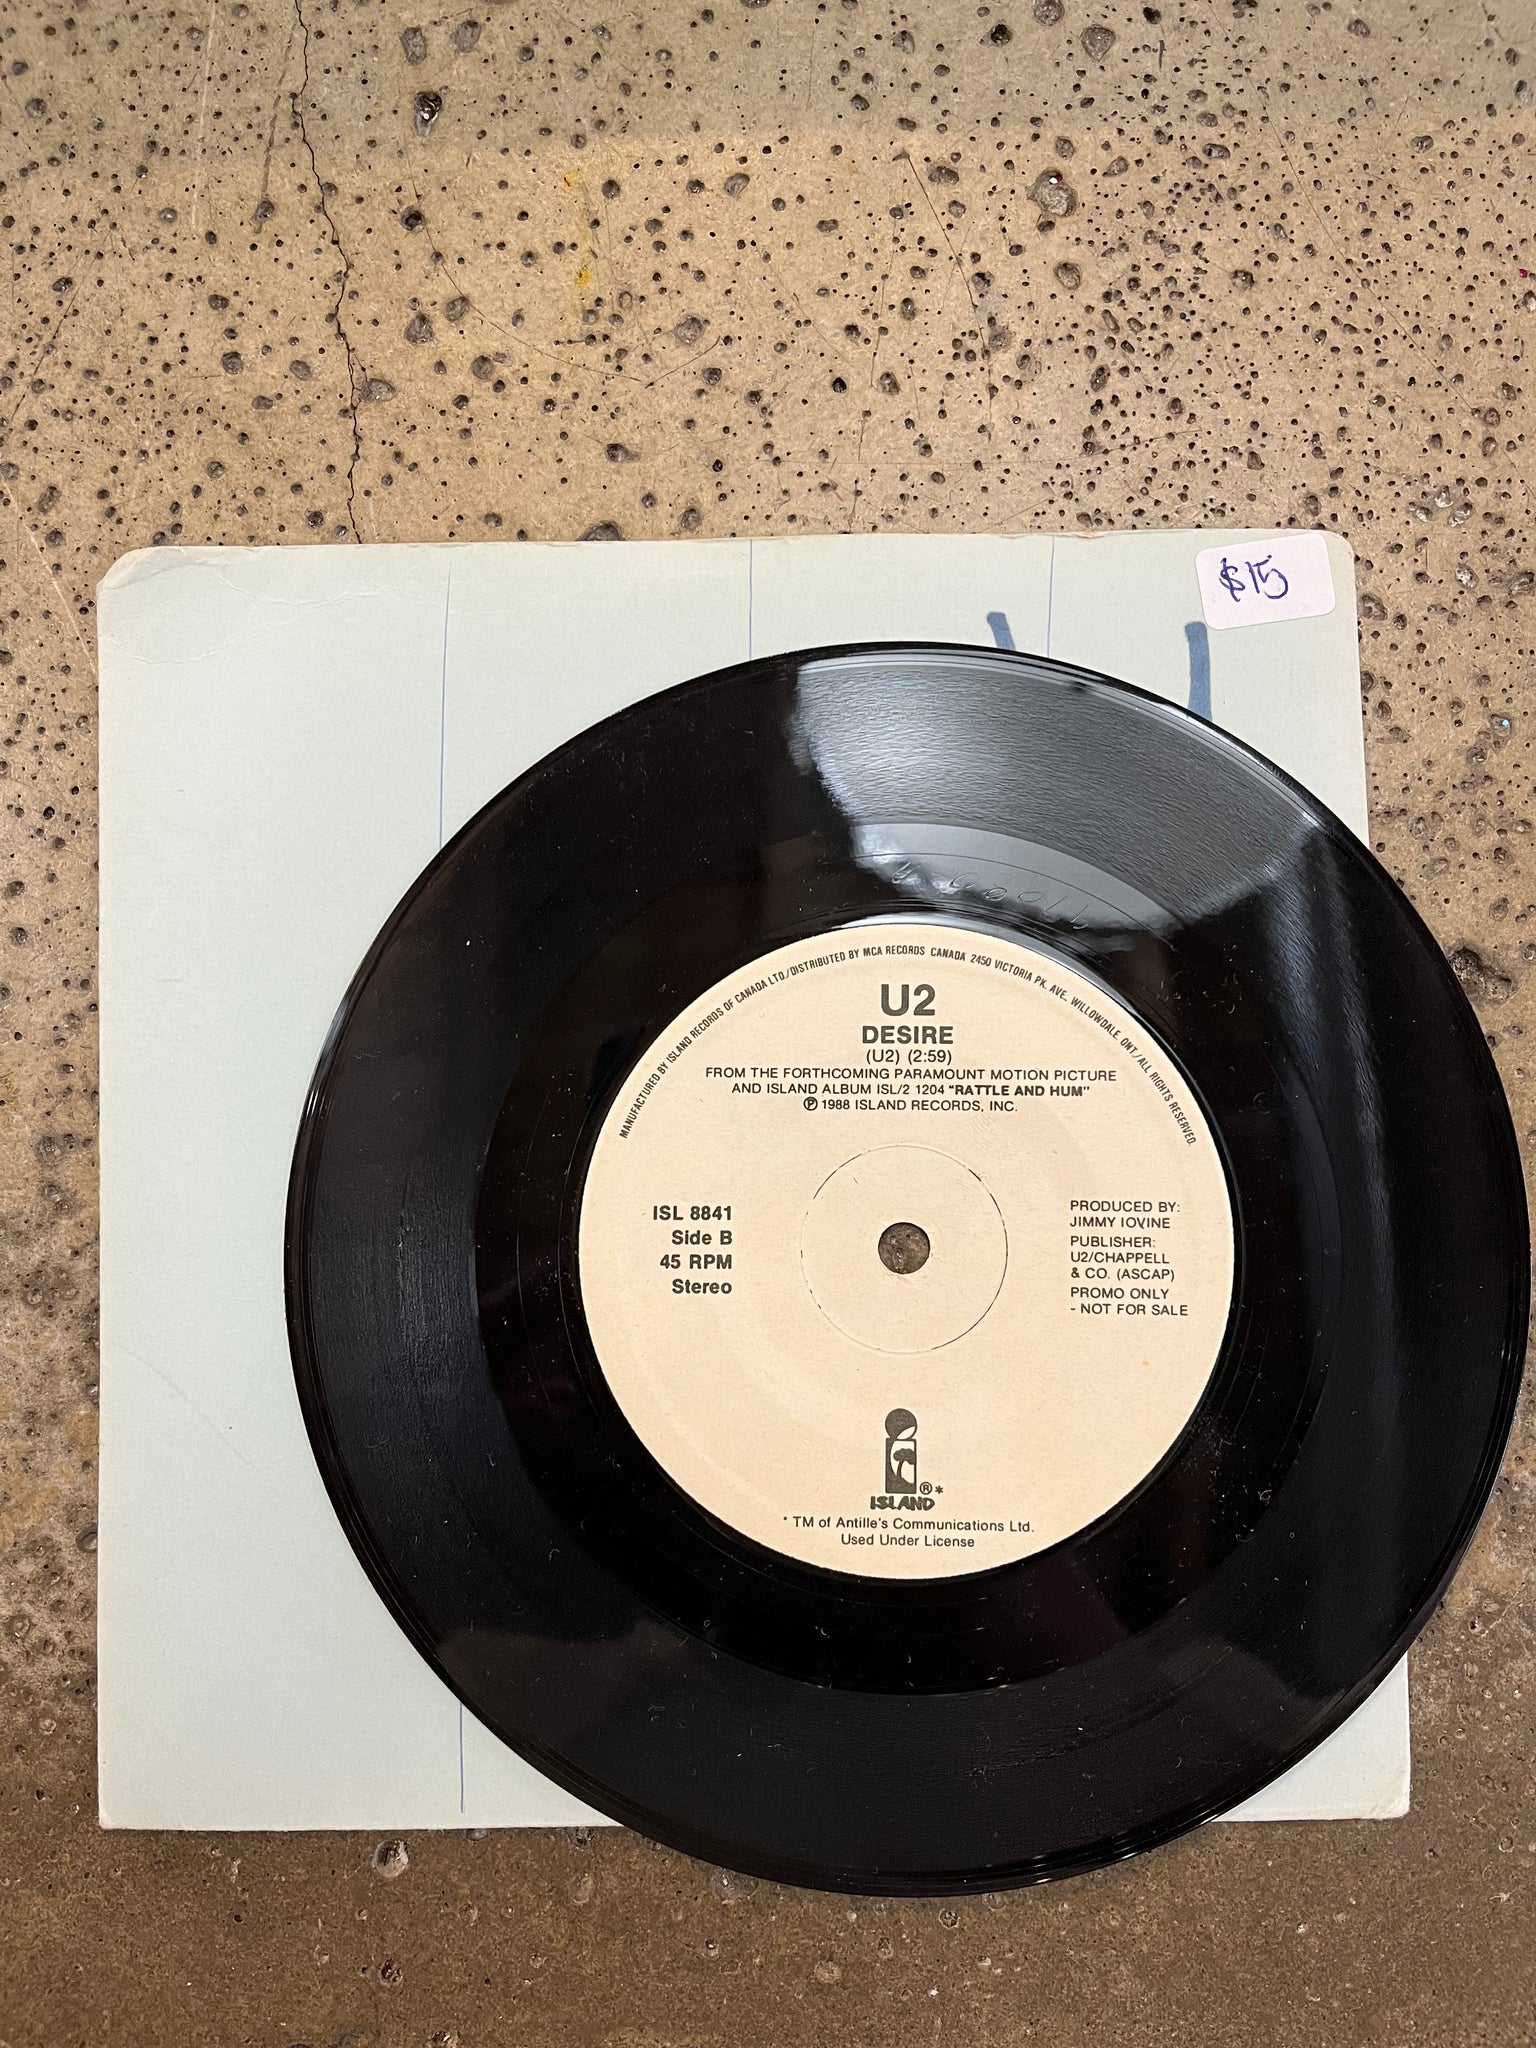 $15
MANUFACTURED BY ISLAND RECORDS OF CANADA LTD./DISTRIBUTED BY MCA RECORDS CANADA 2450 VICTORIA PK. AVE. WILLOWDALE, ONT./ALL RIGHTS RESERVED.
U2
DESIRE
(U2) (2:59)
FROM THE FORTHCOMING PARAMOUNT MOTION PICTURE
AND ISLAND ALBUM ISL/2 1204 "RATTLE AND HUM"
℗ 1988 ISLAND RECORDS, INC.
ISL 8841
Side B
45 RPM
Stereo
PRODUCED BY:
JIMMY IOVINE
PUBLISHER:
U2/CHAPPELL
& CO. (ASCAP)
PROMO ONLY
- NOT FOR SALE
®*
ISLAND
* TM of Antille's Communications Ltd.
Used Under License